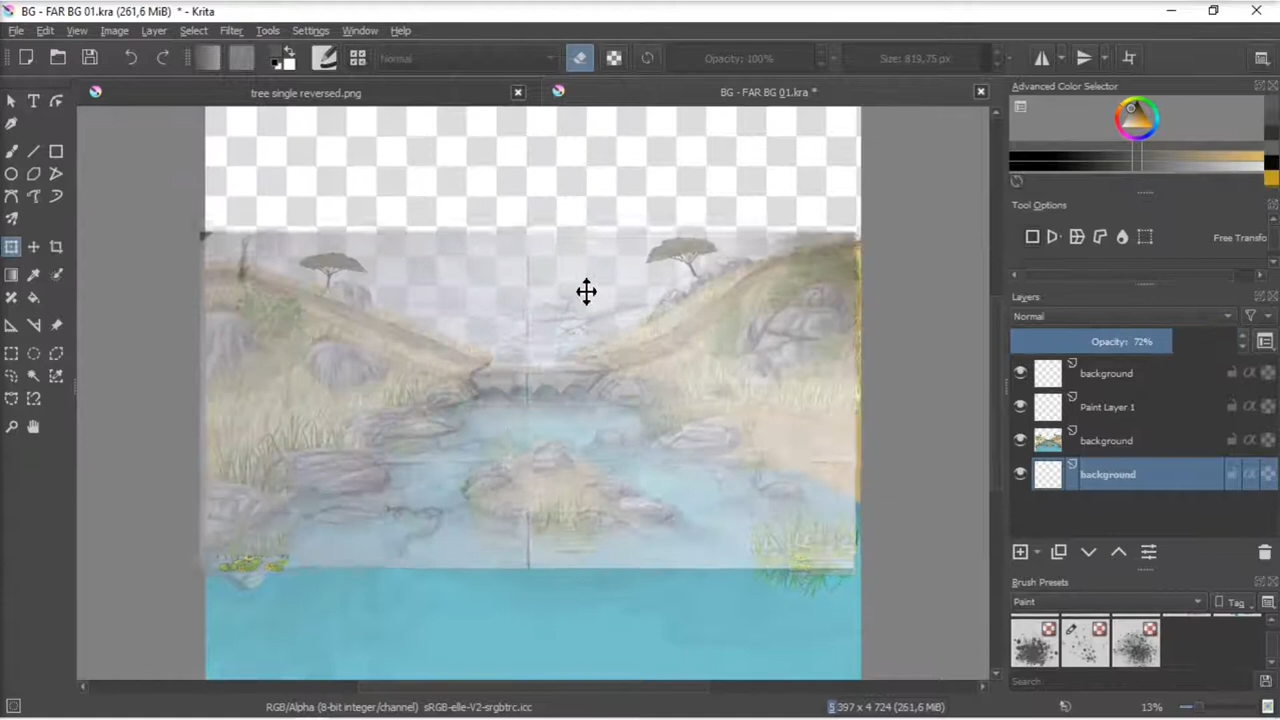 BG - FAR BG 01.kra (261,6 MiB) * - Krita
File Edit View Image Layer Select Filter Tools Settings Window Help
Normal Opacity: 100% Size: 819,75 px
tree single reversed.png BG - FAR BG 01.kra *
Advanced Color Selector
Tool Options
Free Transfo
Layers
Normal
Opacity: 72%
background
Paint Layer 1
background
background
Brush Presets
Paint Tag
Search
RGB/Alpha (8-bit integer/channel) sRGB-elle-V2-srgbtrc.icc 5 397 x 4 724 (261,6 MiB) 13%